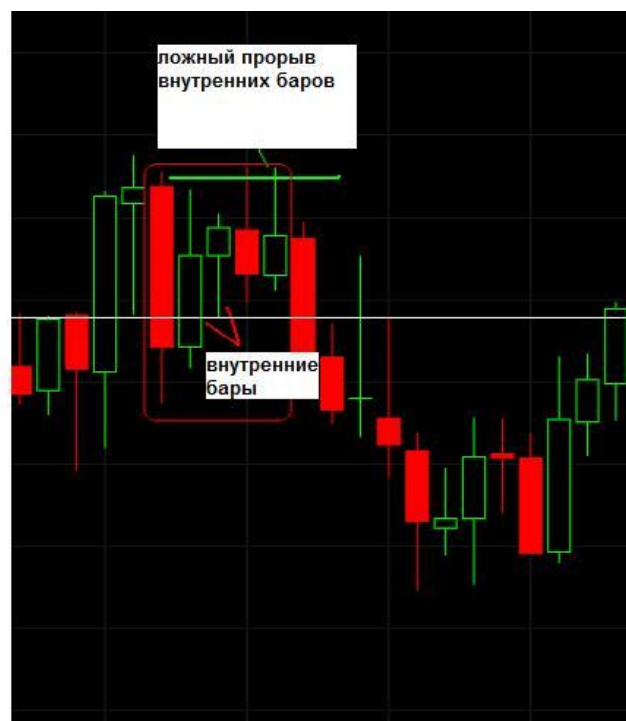 ложный прорыв
внутренних баров
внутренние
бары